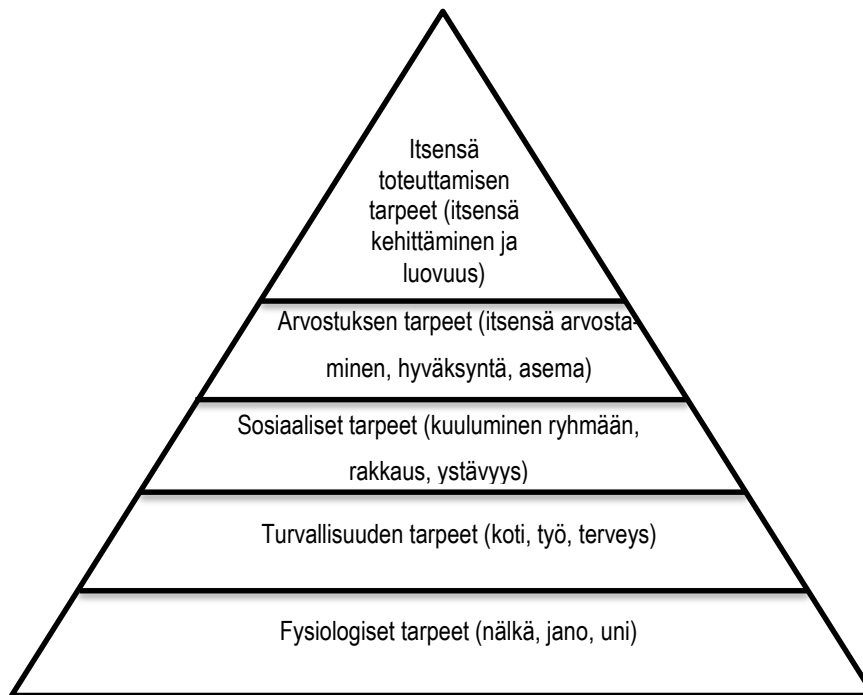 Itsensä
toteuttamisen
tarpeet (itsensä
kehittäminen ja
luovuus)
Arvostuksen tarpeet (itsensä arvosta-
minen, hyväksyntä, asema)
Sosiaaliset tarpeet (kuuluminen ryhmään,
rakkaus, ystävyys)
Turvallisuuden tarpeet (koti, työ, terveys)
Fysiologiset tarpeet (nälkä, jano, uni)